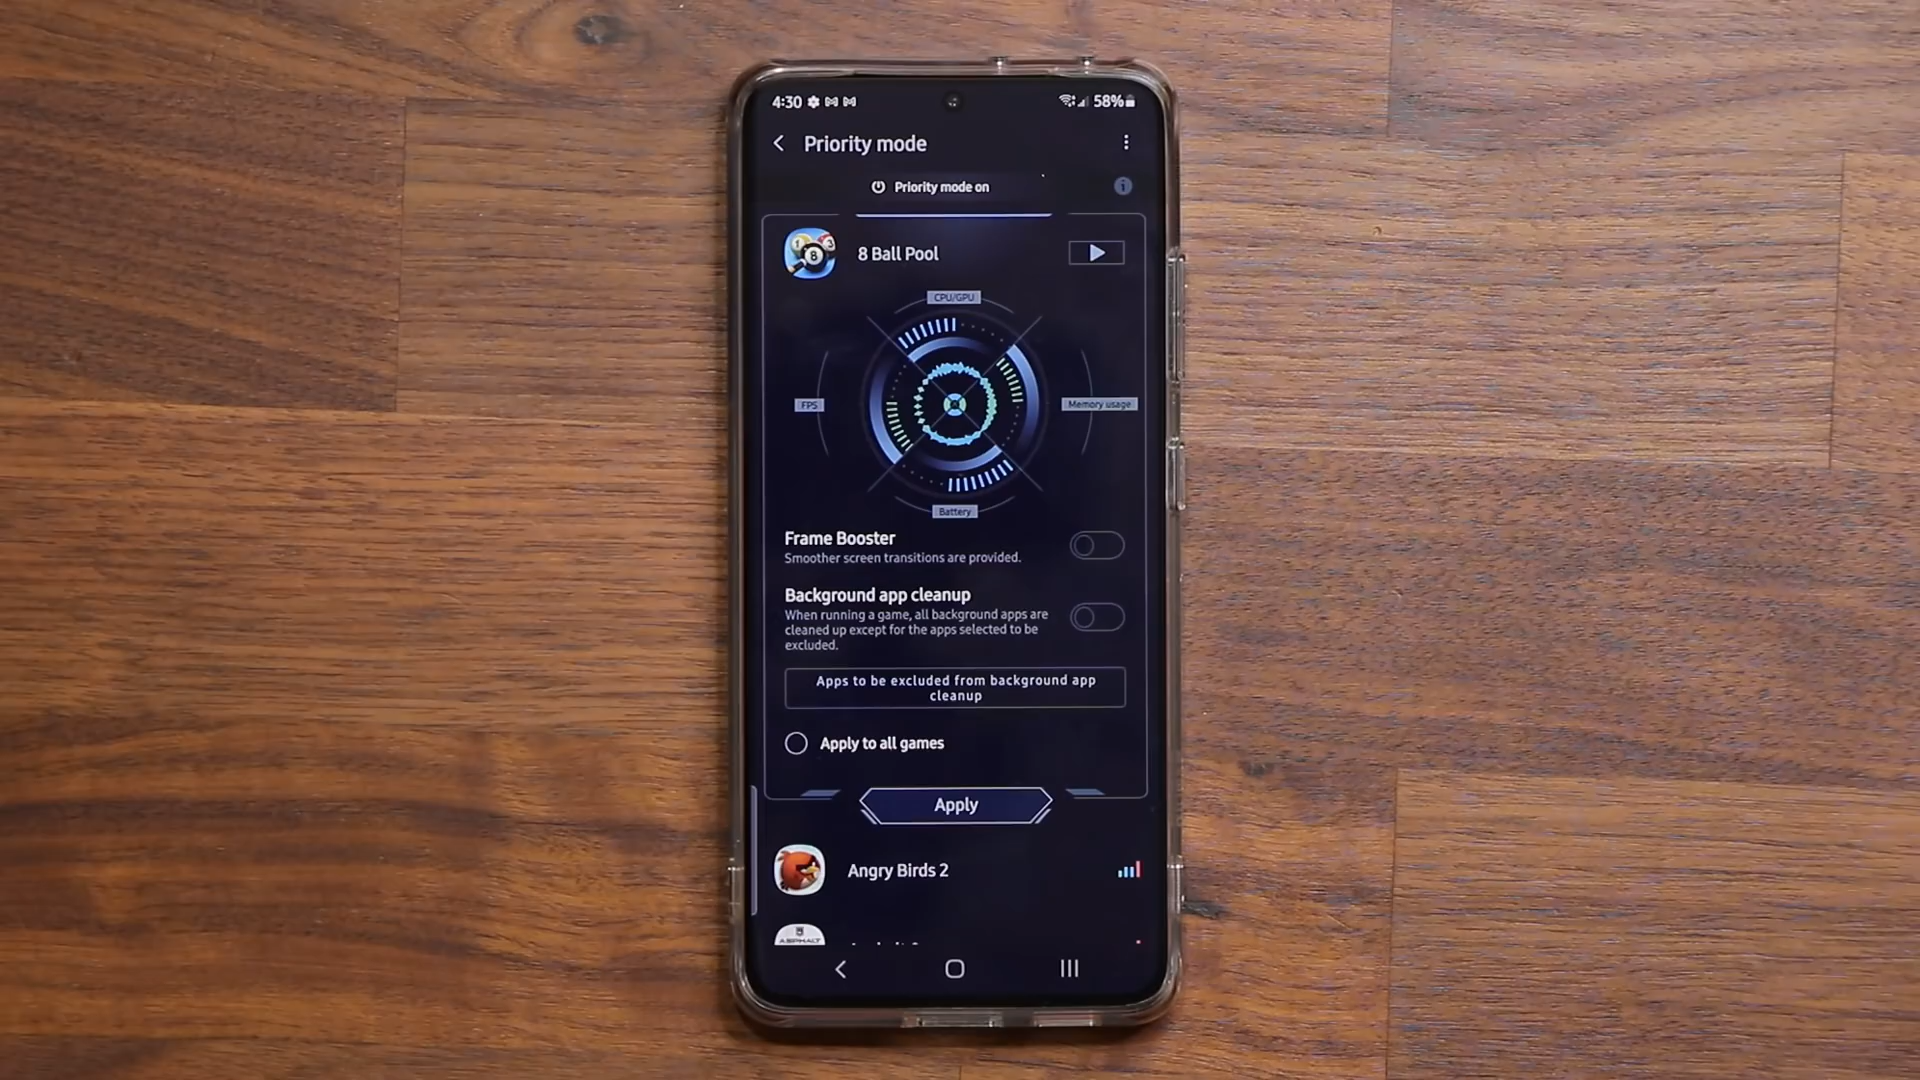 4:30 58%
Priority mode
Priority mode on
8 Ball Pool
CPU/GPU
FPS
Memory usage
Battery
Frame Booster
Smoother screen transitions are provided.
Background app cleanup
When running a game, all background apps are
cleaned up except for the apps selected to be
excluded.
Apps to be excluded from background app
cleanup
Apply to all games
Apply
Angry Birds 2
ASPHALT